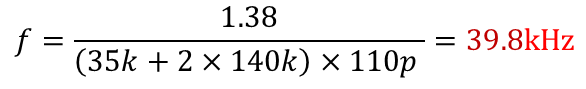 f = 1.38 / (35k + 2 × 140k) × 110p = 39.8kHz